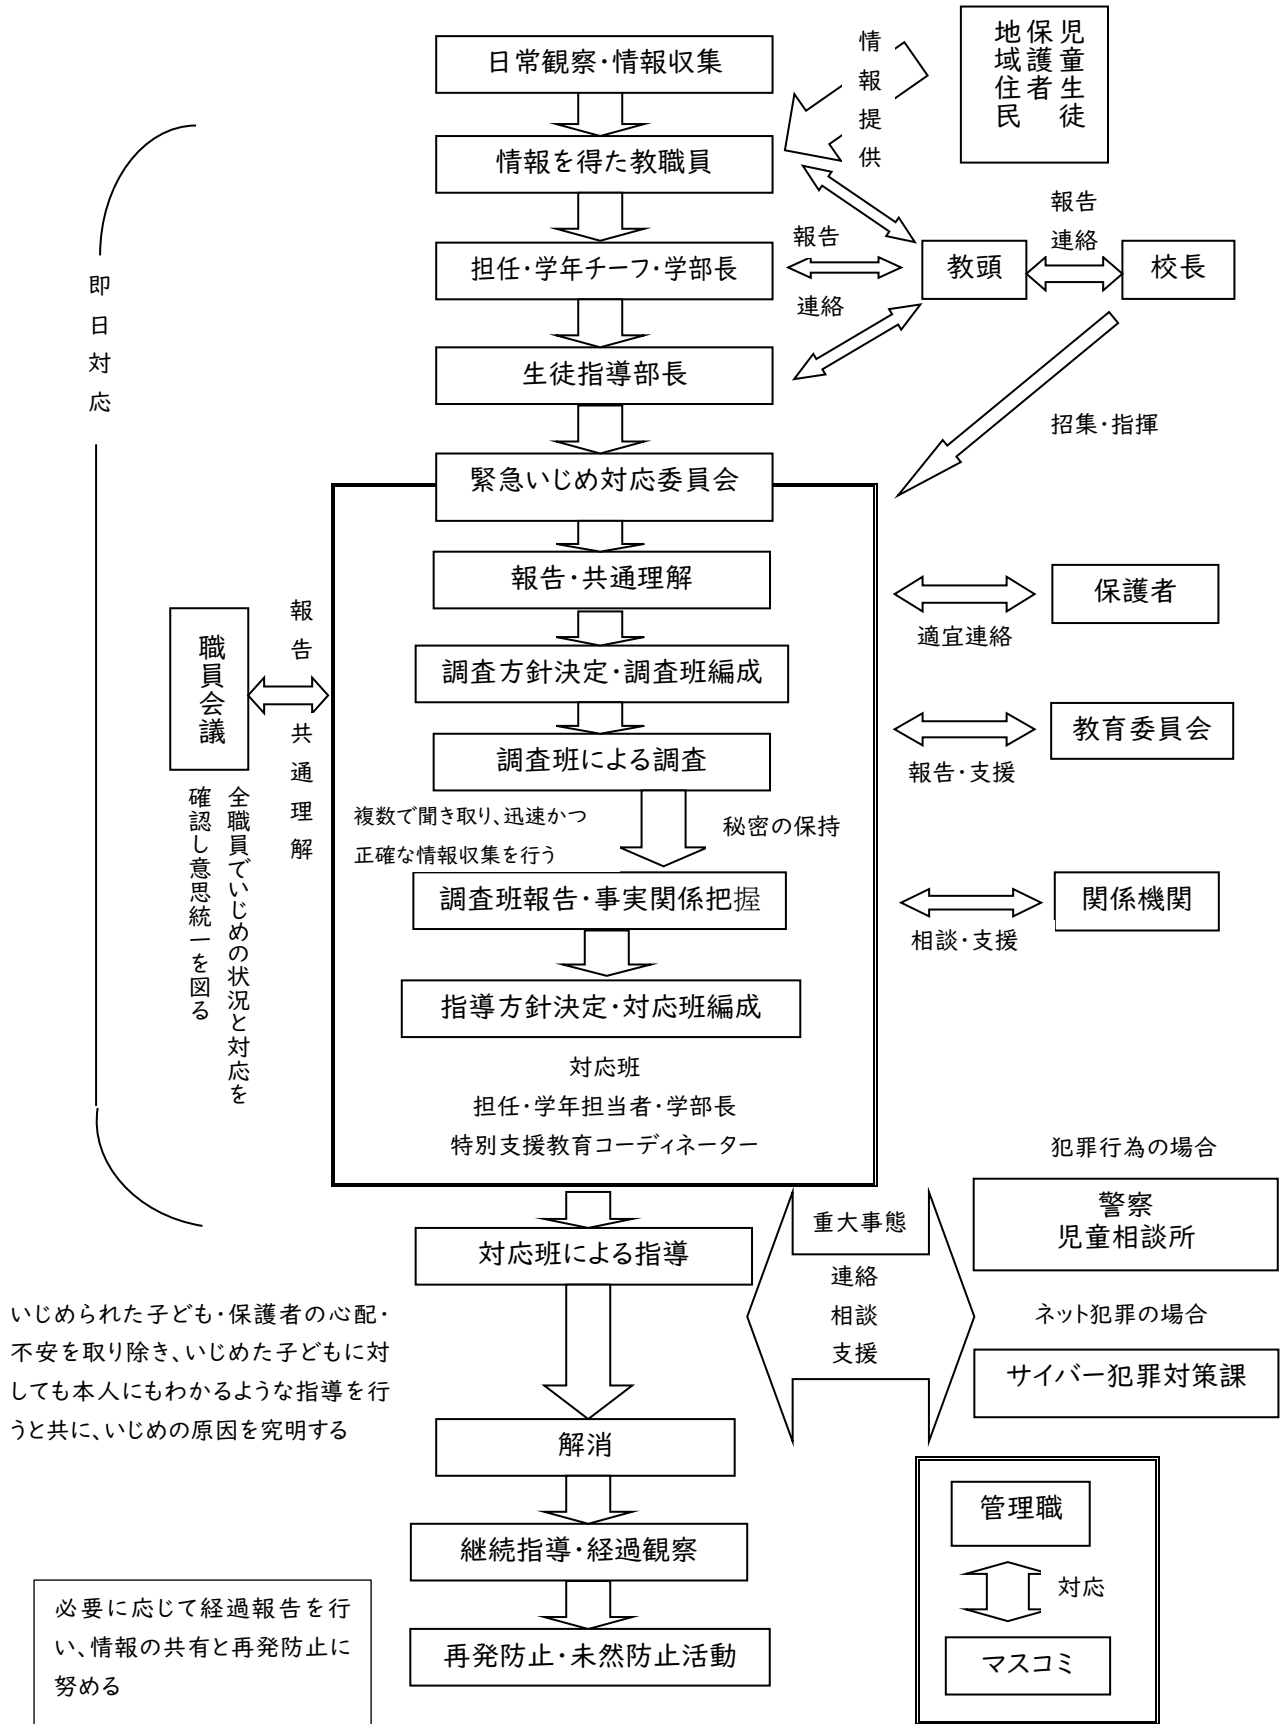 日常観察・情報収集
情報提供
児童生徒
保護者
地域住民
情報を得た教職員
報告
連絡
担任・学年チーフ・学部長
報告
連絡
教頭
校長
即日対応
生徒指導部長
招集・指揮
緊急いじめ対応委員会
報告・共通理解
保護者
適宜連絡
職員会議
報告・共通理解
全職員でいじめの状況と対応を
確認し意思統一を図る
調査方針決定・調査班編成
教育委員会
報告・支援
調査班による調査
複数で聞き取り、迅速かつ
正確な情報収集を行う
秘密の保持
調査班報告・事実関係把握
関係機関
相談・支援
指導方針決定・対応班編成
対応班
担任・学年担当者・学部長
特別支援教育コーディネーター
犯罪行為の場合
警察
児童相談所
重大事態
連絡
相談
支援
対応班による指導
ネット犯罪の場合
サイバー犯罪対策課
いじめられた子ども・保護者の心配・
不安を取り除き、いじめた子どもに対
しても本人にもわかるような指導を行
うと共に、いじめの原因を究明する
解消
管理職
対応
マスコミ
継続指導・経過観察
必要に応じて経過報告を行
い、情報の共有と再発防止に
努める
再発防止・未然防止活動